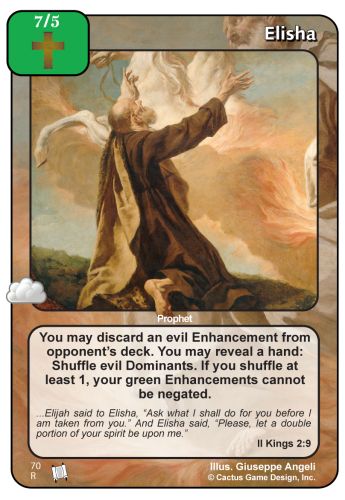 7/5
Elisha
Prophet
You may discard an evil Enhancement from
opponent's deck. You may reveal a hand:
Shuffle evil Dominants. If you shuffle at
least 1, your green Enhancements cannot
be negated.
...Elijah said to Elisha, “Ask what I shall do for you before I
am taken from you.” And Elisha said, “Please, let a double
portion of your spirit be upon me.”
II Kings 2:9
70
R
Illus. Giuseppe Angeli
© Cactus Game Design, Inc.